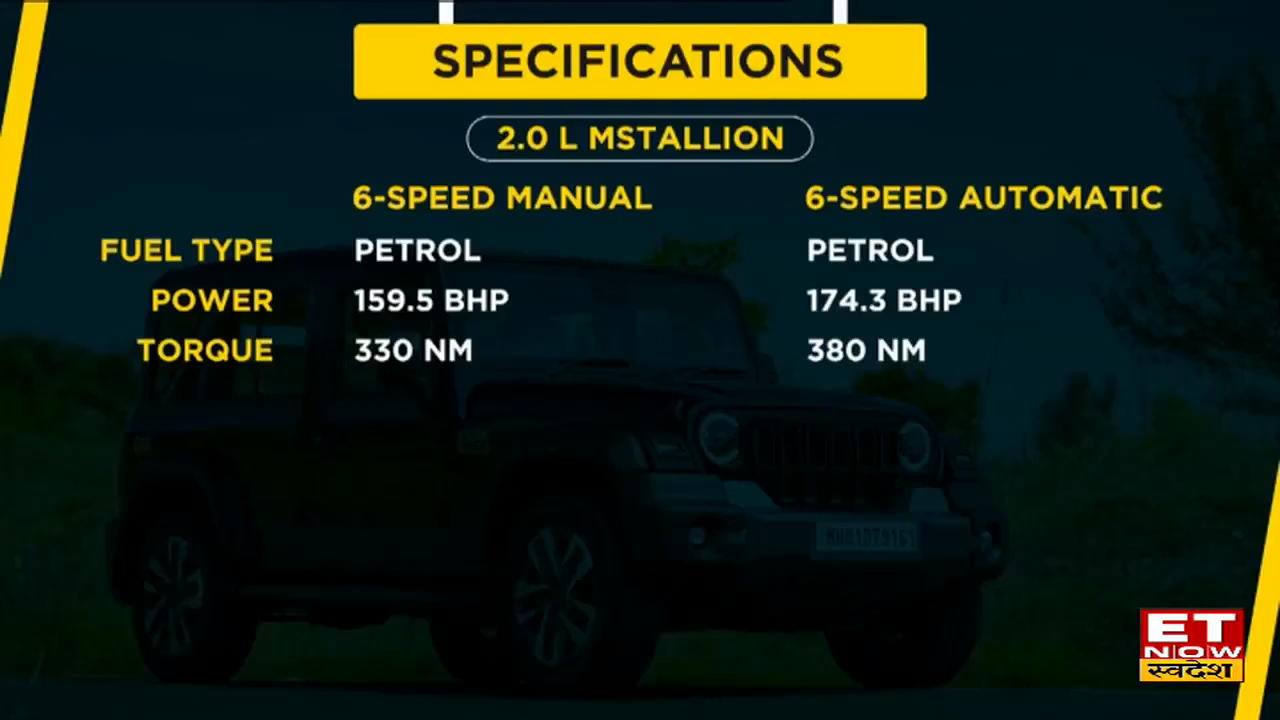 SPECIFICATIONS
2.0 L MSTALLION
6-SPEED MANUAL 6-SPEED AUTOMATIC
FUEL TYPE PETROL PETROL
POWER 159.5 BHP 174.3 BHP
TORQUE 330 NM 380 NM
ET
NOW
स्वदेश